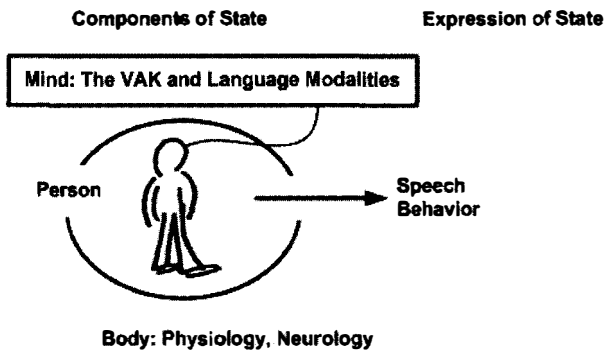 Components of State
Expression of State
Mind: The VAK and Language Modalities
Person
Speech
Behavior
Body: Physiology, Neurology